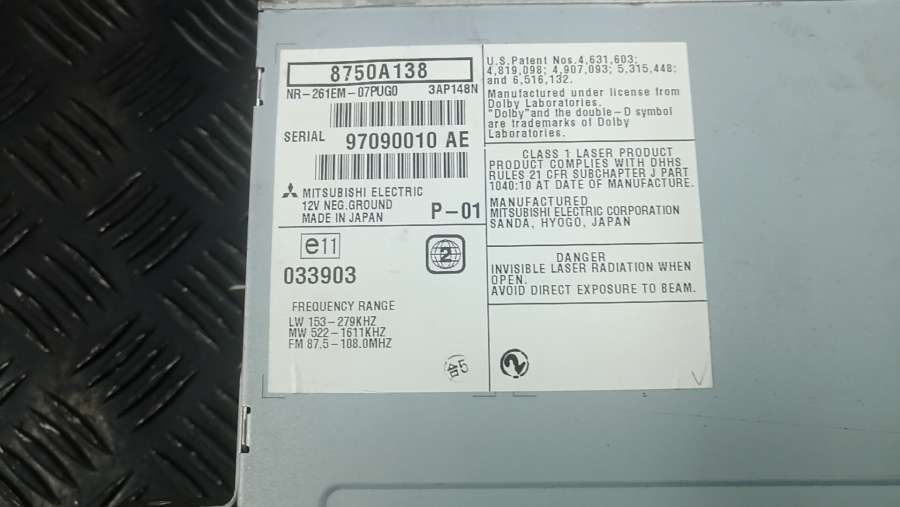 8750A138
NR-261EM-07PUG0 3AP148N
SERIAL 97090010 AE
MITSUBISHI ELECTRIC
12V NEG.GROUND
MADE IN JAPAN P-01
e11
2
033903
FREQUENCY RANGE
LW 153-279KHZ
MW 522-1611KHZ
FM 87.5-108.0MHZ
U.S.Patent Nos.4,631,603;
4,819,098; 4,907,093; 5,315,448;
and 6,516,132.
Manufactured under license from
Dolby Laboratories.
"Dolby" and the double-D symbol
are trademarks of Dolby
Laboratories.
CLASS 1 LASER PRODUCT
PRODUCT COMPLIES WITH DHHS
RULES 21 CFR SUBCHAPTER J PART
1040:10 AT DATE OF MANUFACTURE.
MANUFACTURED
MITSUBISHI ELECTRIC CORPORATION
SANDA, HYOGO, JAPAN
DANGER
INVISIBLE LASER RADIATION WHEN
OPEN.
AVOID DIRECT EXPOSURE TO BEAM.
2